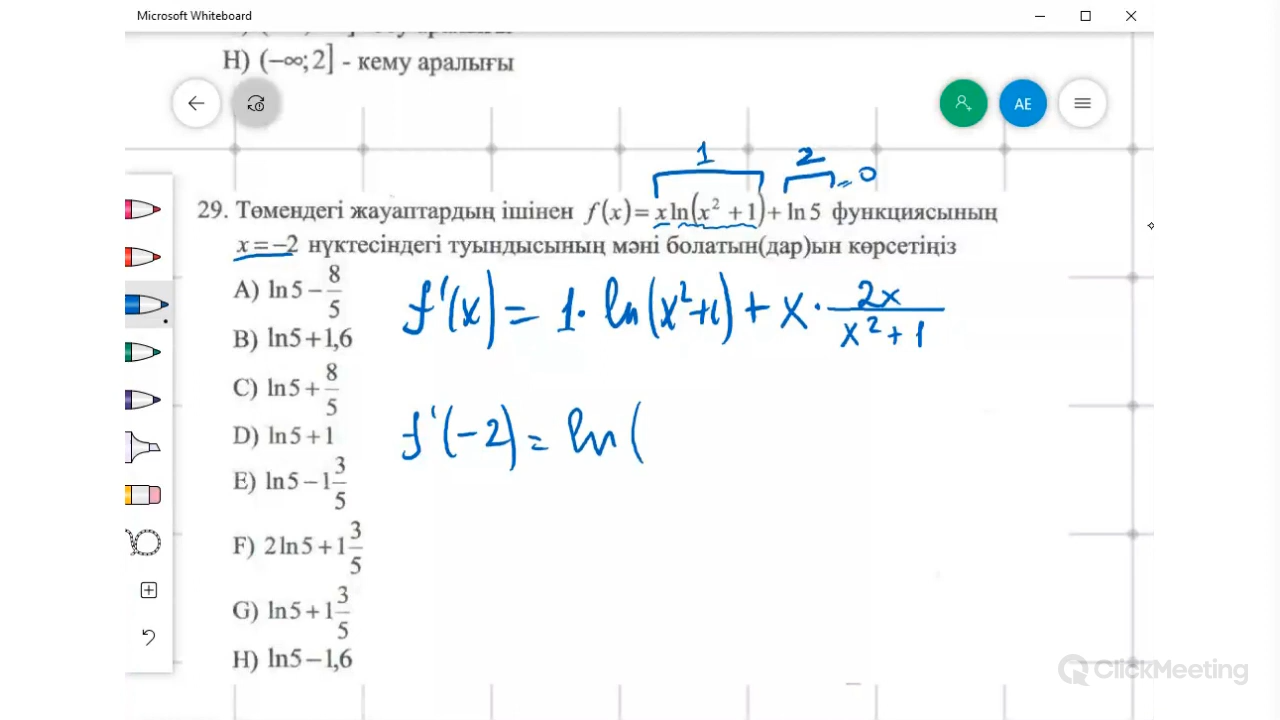 Microsoft Whiteboard
H) (−∞; 2] - кему аралығы
AE
1
2
= 0
29. Төмендегі жауаптардың ішінен f(x) = x ln(x² + 1) + ln 5 функциясының
x = −2 нүктесіндегі туындысының мәні болатын(дар)ын көрсетіңіз
A) ln 5 − 8/5
f'(x) = 1 · ln(x² + 1) + x · 2x/(x² + 1)
B) ln5 + 1,6
C) ln 5 + 8/5
D) ln 5 + 1
f'(−2) = ln (
E) ln 5 − 1 3/5
F) 2 ln 5 + 1 3/5
G) ln 5 + 1 3/5
H) ln5 − 1,6
ClickMeeting